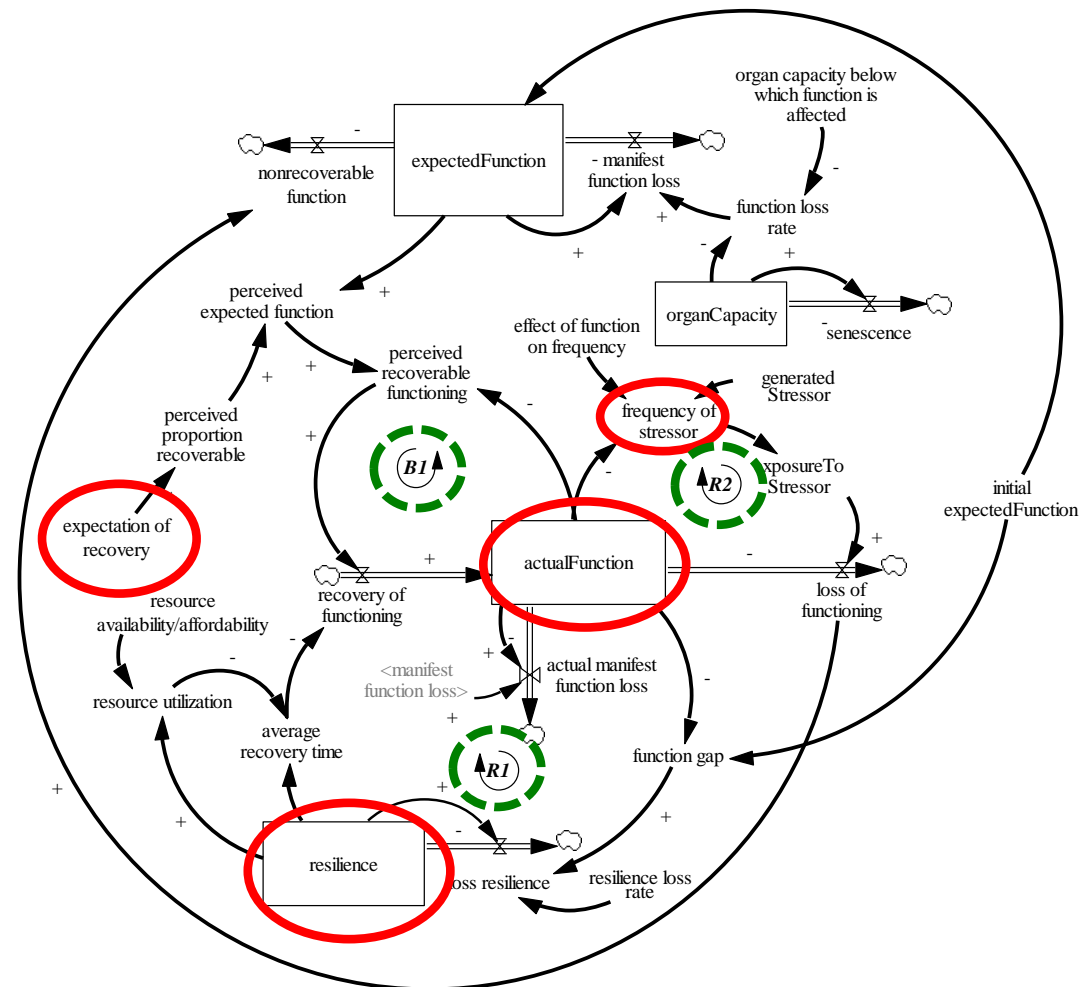 organ capacity below
which function is
affected
-
-
expectedFunction
nonrecoverable
function
- manifest
function loss
-
+
function loss
rate
+
-
+
+
perceived
expected function
organCapacity
-
senescence
effect of function
on frequency
perceived
recoverable
functioning
+
+
generated
Stressor
frequency of
stressor
-
-
perceived
proportion
recoverable
+
B1
R2
xposureTo
Stressor
initial
expectedFunction
expectation of
recovery
actualFunction
+
-
+
recovery of
functioning
loss of
functioning
resource
availability/affordability
-
-
+
actual manifest
function loss
<manifest
function loss>
-
-
resource utilization
+
average
recovery time
function gap
R1
+
+
+
+
-
resilience
oss resilience
resilience loss
rate